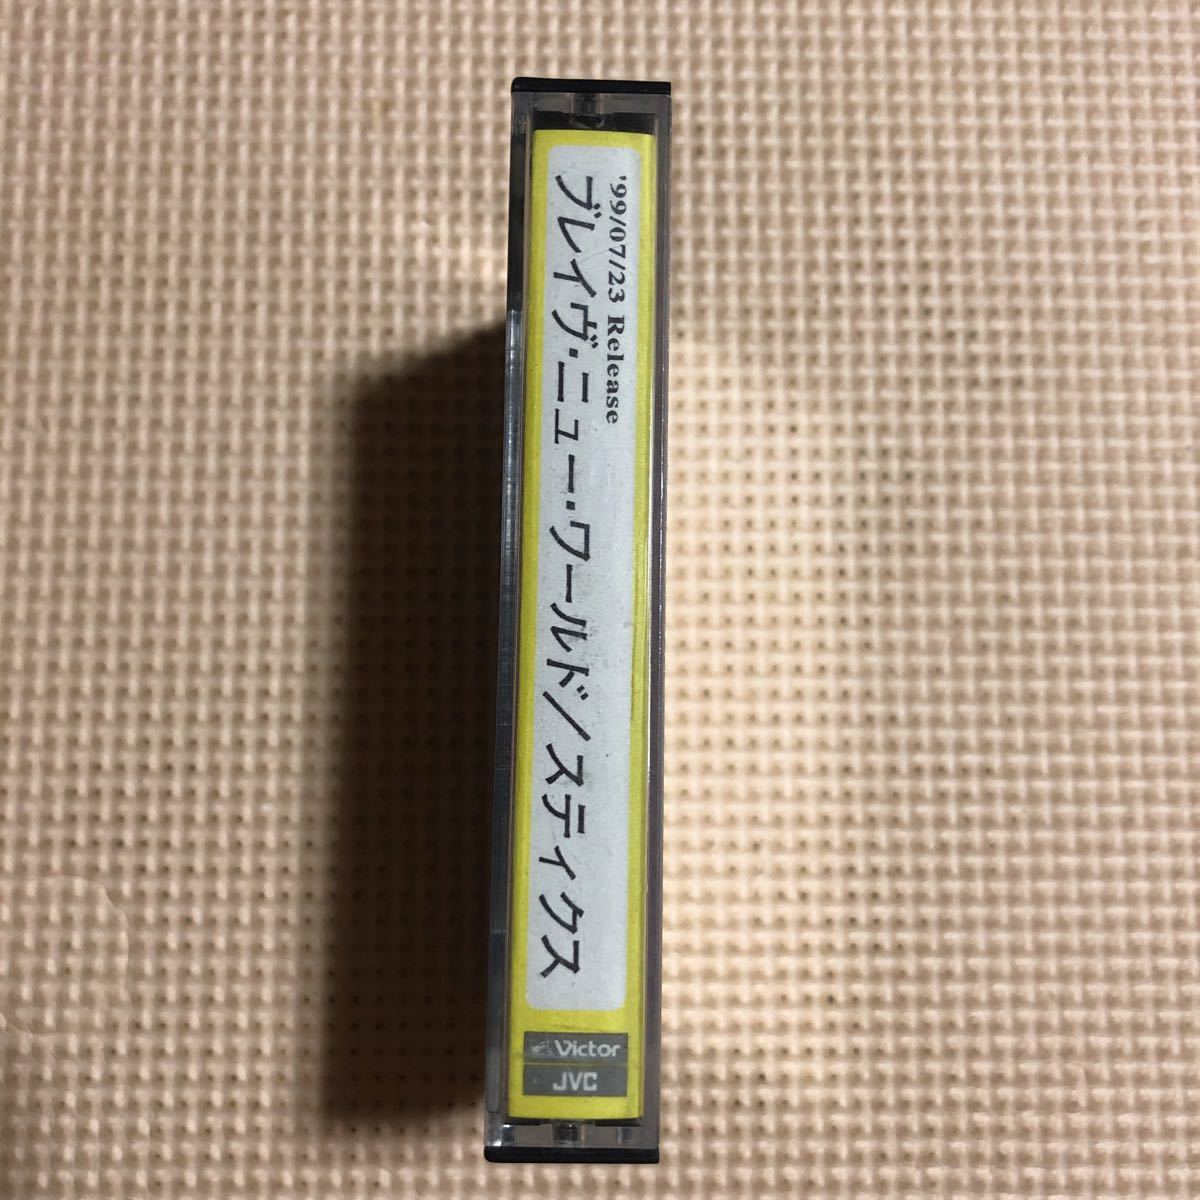 '99/07/23 Release
ブレイヴ・ニュー・ワールド/スティクス
Victor
JVC